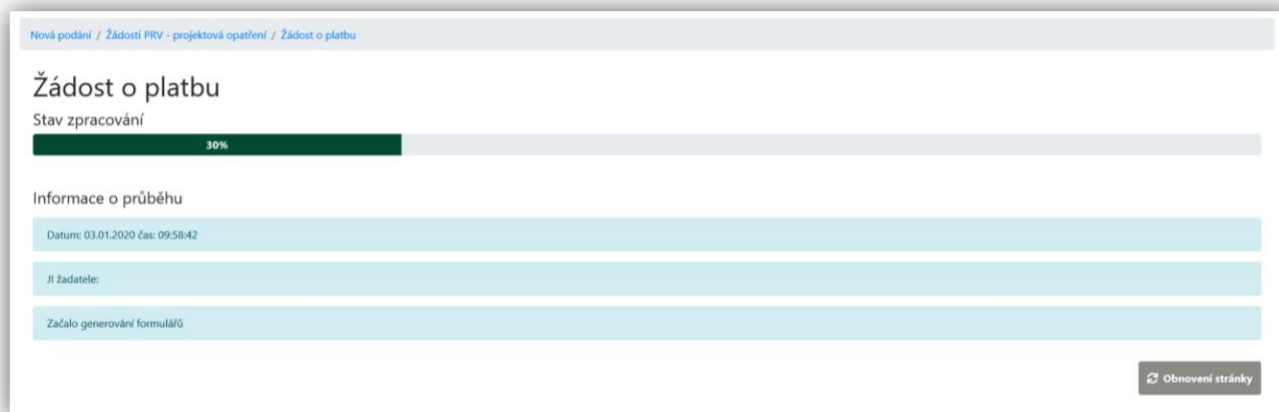 Nová podání / Žádosti PRV - projektová opatření / Žádost o platbu
Žádost o platbu
Stav zpracování
30%
Informace o průběhu
Datum: 03.01.2020 čas: 09:58:42
JI žadatele:
Začalo generování formulářů
Obnovení stránky